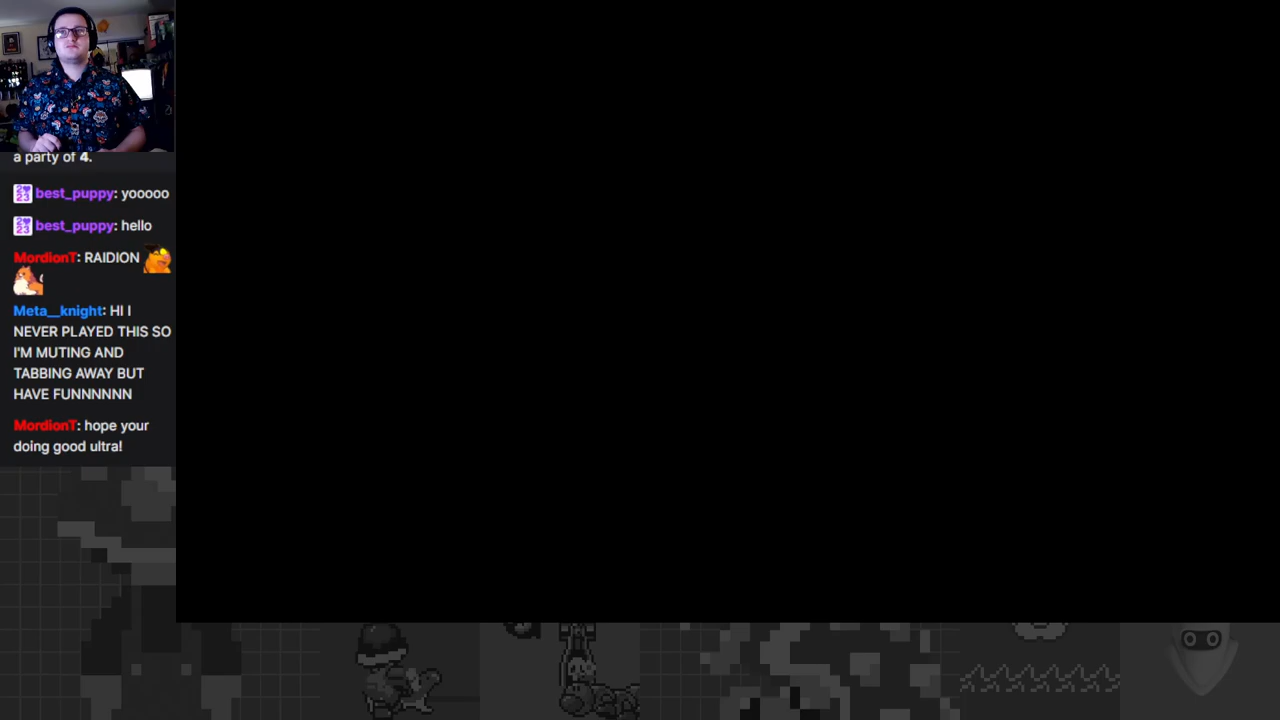 a party of 4.
best_puppy: yooooo
best_puppy: hello
MordionT: RAIDION
Meta__knight: HI I
NEVER PLAYED THIS SO
I'M MUTING AND
TABBING AWAY BUT
HAVE FUNNNNNN
MordionT: hope your
doing good ultra!